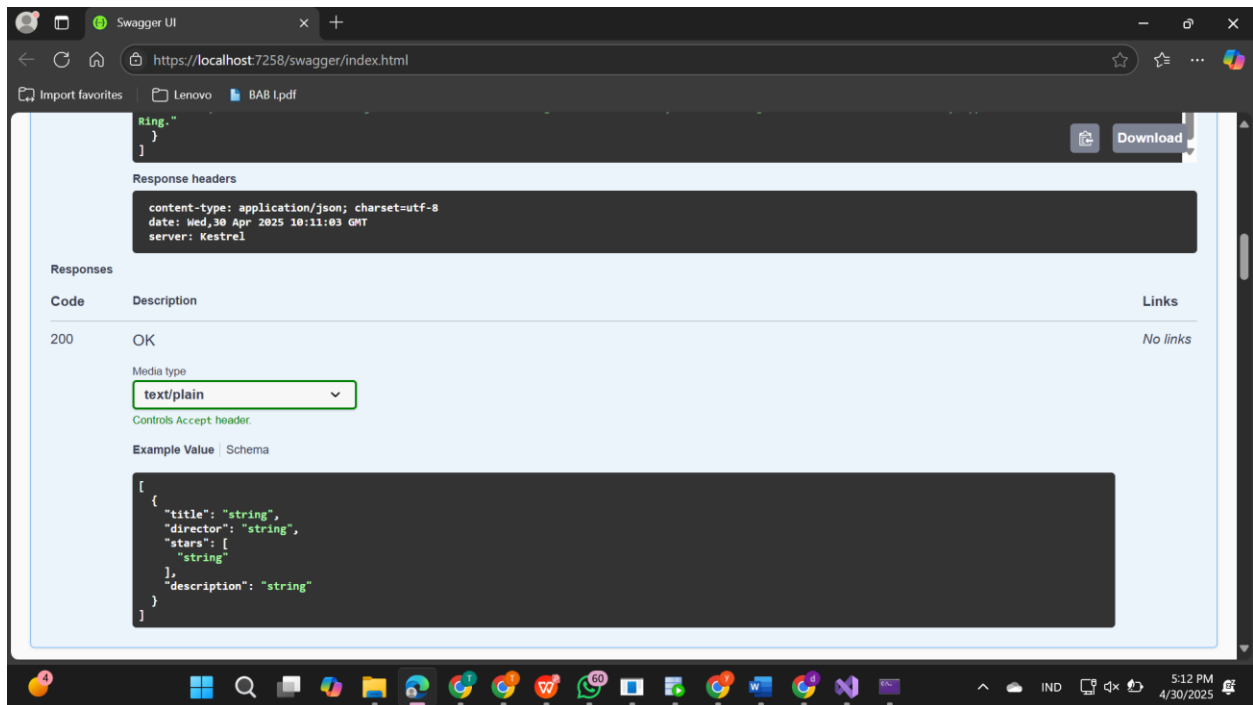 Swagger UI
https://localhost:7258/swagger/index.html
Import favorites
Lenovo
BAB I.pdf
Ring."
}
]
Download
Response headers
content-type: application/json; charset=utf-8
date: Wed,30 Apr 2025 10:11:03 GMT
server: Kestrel
Responses
Code Description Links
200 OK No links
Media type
text/plain
Controls Accept header.
Example Value Schema
[
{
"title": "string",
"director": "string",
"stars": [
"string"
],
"description": "string"
}
]
4
60
IND
5:12 PM
4/30/2025